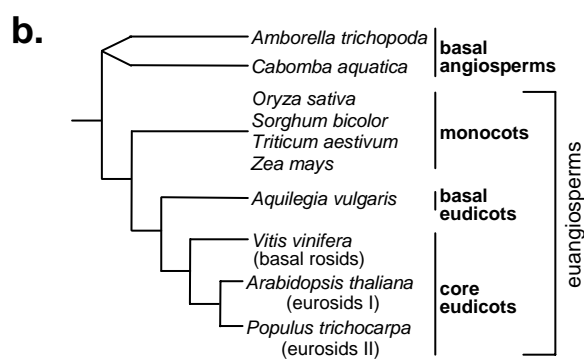 b.
Amborella trichopoda
Cabomba aquatica
basal
angiosperms
Oryza sativa
Sorghum bicolor
Triticum aestivum
Zea mays
monocots
Aquilegia vulgaris
basal
eudicots
Vitis vinifera
(basal rosids)
Arabidopsis thaliana
(eurosids I)
Populus trichocarpa
(eurosids II)
core
eudicots
euangiosperms